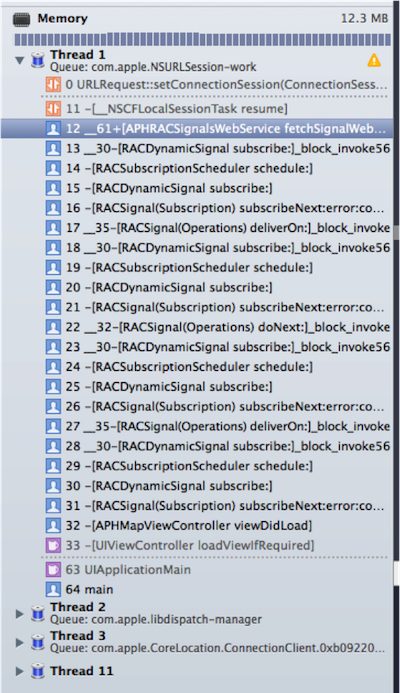 Memory 12.3 MB
Thread 1
Queue: com.apple.NSURLSession-work
0 URLRequest::setConnectionSession(ConnectionSess...
11 -[__NSCFLocalSessionTask resume]
12 __61+[APHRACSignalsWebService fetchSignalWeb...
13 __30-[RACDynamicSignal subscribe:]_block_invoke56
14 -[RACSubscriptionScheduler schedule:]
15 -[RACDynamicSignal subscribe:]
16 -[RACSignal(Subscription) subscribeNext:error:co...
17 __35-[RACSignal(Operations) deliverOn:]_block_invoke
18 __30-[RACDynamicSignal subscribe:]_block_invoke56
19 -[RACSubscriptionScheduler schedule:]
20 -[RACDynamicSignal subscribe:]
21 -[RACSignal(Subscription) subscribeNext:error:co...
22 __32-[RACSignal(Operations) doNext:]_block_invoke
23 __30-[RACDynamicSignal subscribe:]_block_invoke56
24 -[RACSubscriptionScheduler schedule:]
25 -[RACDynamicSignal subscribe:]
26 -[RACSignal(Subscription) subscribeNext:error:co...
27 __35-[RACSignal(Operations) deliverOn:]_block_invoke
28 __30-[RACDynamicSignal subscribe:]_block_invoke56
29 -[RACSubscriptionScheduler schedule:]
30 -[RACDynamicSignal subscribe:]
31 -[RACSignal(Subscription) subscribeNext:error:co...
32 -[APHMapViewController viewDidLoad]
33 -[UIViewController loadViewIfRequired]
63 UIApplicationMain
64 main
Thread 2
Queue: com.apple.libdispatch-manager
Thread 3
Queue: com.apple.CoreLocation.ConnectionClient.0xb09220...
Thread 11